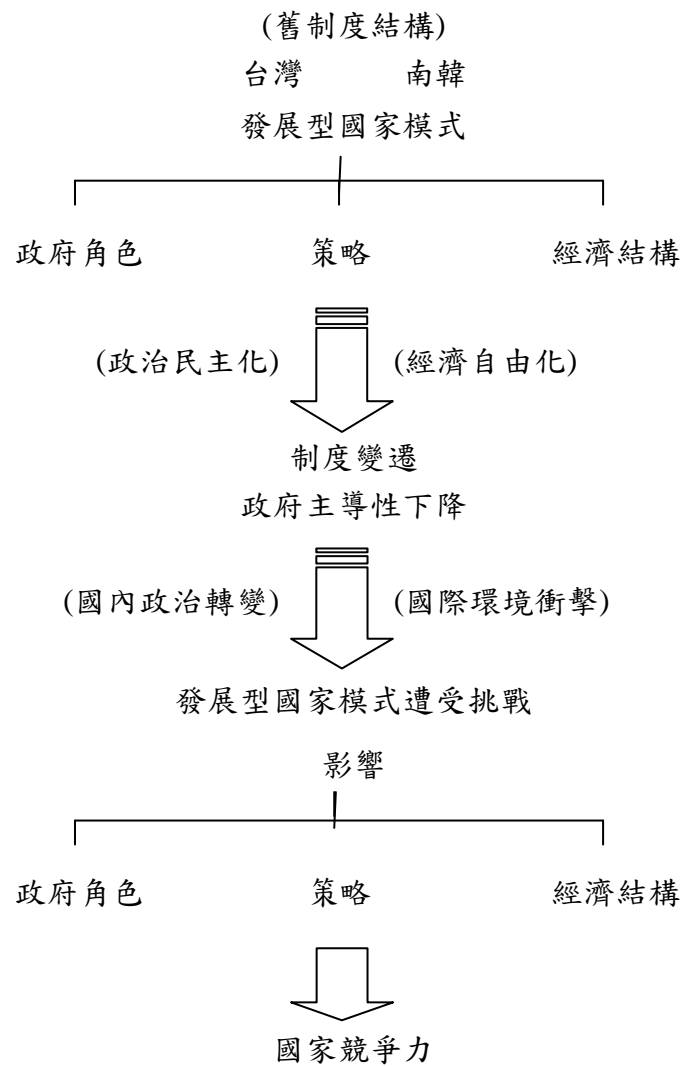 (舊制度結構)
台灣 南韓
發展型國家模式
政府角色 策略 經濟結構
(政治民主化) (經濟自由化)
制度變遷
政府主導性下降
(國內政治轉變) (國際環境衝擊)
發展型國家模式遭受挑戰
影響
政府角色 策略 經濟結構
國家競爭力